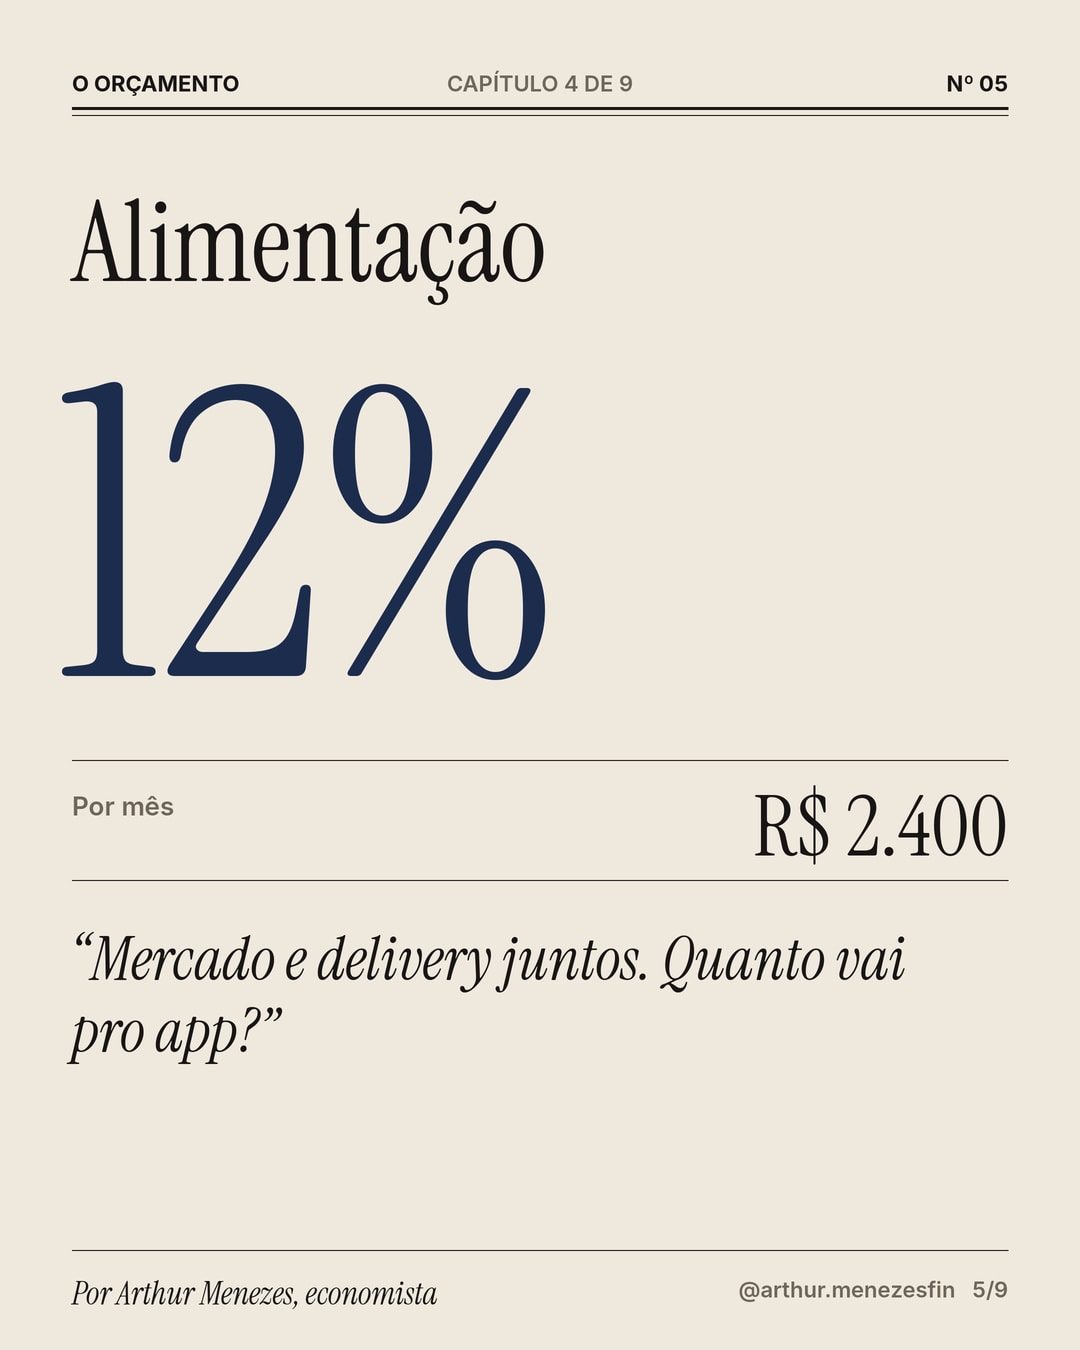 O ORÇAMENTO
CAPÍTULO 4 DE 9
Nº 05
Alimentação
12%
Por mês
R$ 2.400
“Mercado e delivery juntos. Quanto vai
pro app?”
Por Arthur Menezes, economista
@arthur.menezesfin 5/9